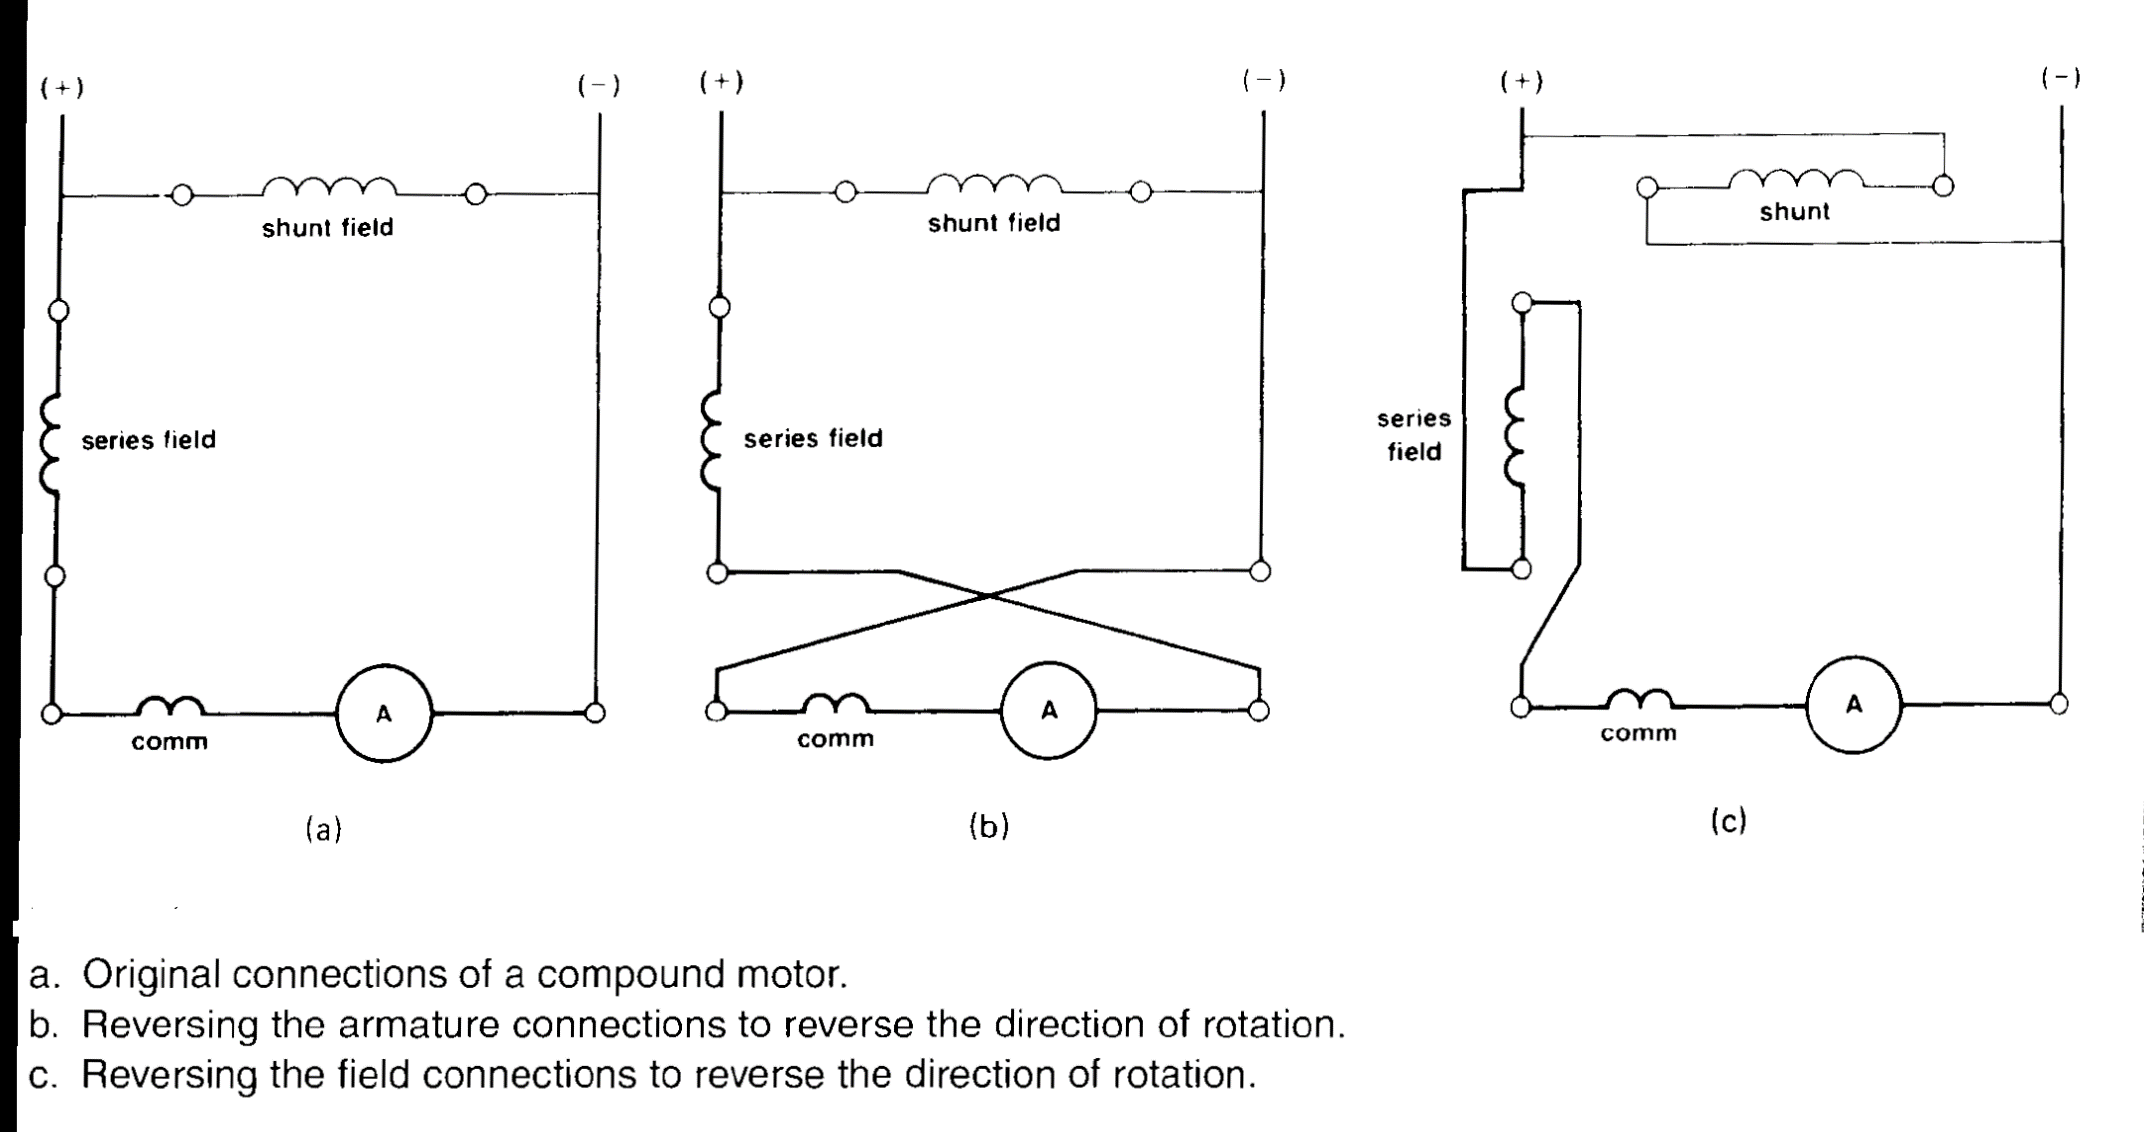 (+) (−) (+) (−) (+) (−)
shunt field
shunt field
shunt
series field
series field
series
field
A
A
A
comm
comm
comm
(a)
(b)
(c)
a. Original connections of a compound motor.
b. Reversing the armature connections to reverse the direction of rotation.
c. Reversing the field connections to reverse the direction of rotation.